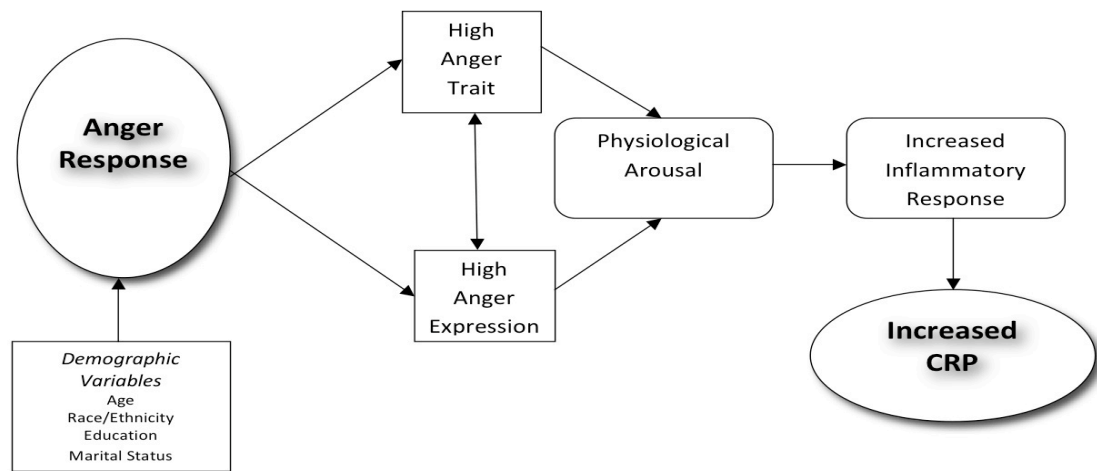 Anger
Response
High
Anger
Trait
High
Anger
Expression
Physiological
Arousal
Increased
Inflammatory
Response
Increased
CRP
Demographic
Variables
Age
Race/Ethnicity
Education
Marital Status